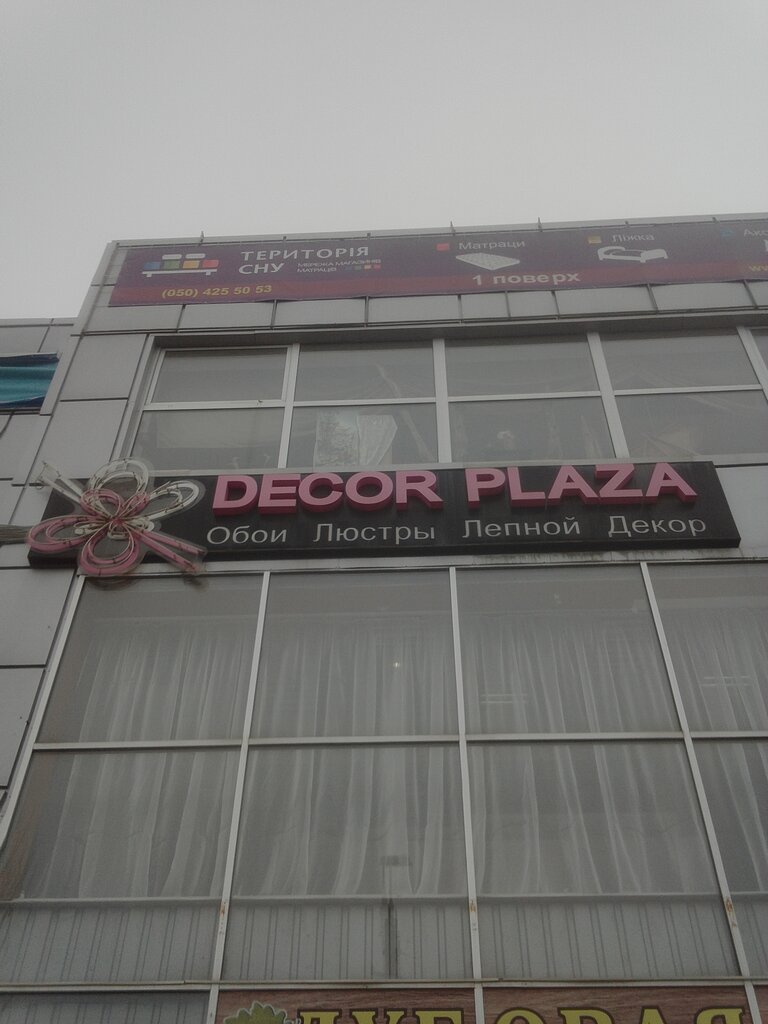 ТЕРИТОРІЯ
СНУ МЕРЕЖА МАГАЗИНІВ
МАТРАЦІВ
(050) 425 50 53
Матраци
Ліжка
1 поверх
DECOR PLAZA
Обои Люстры Лепной Декор